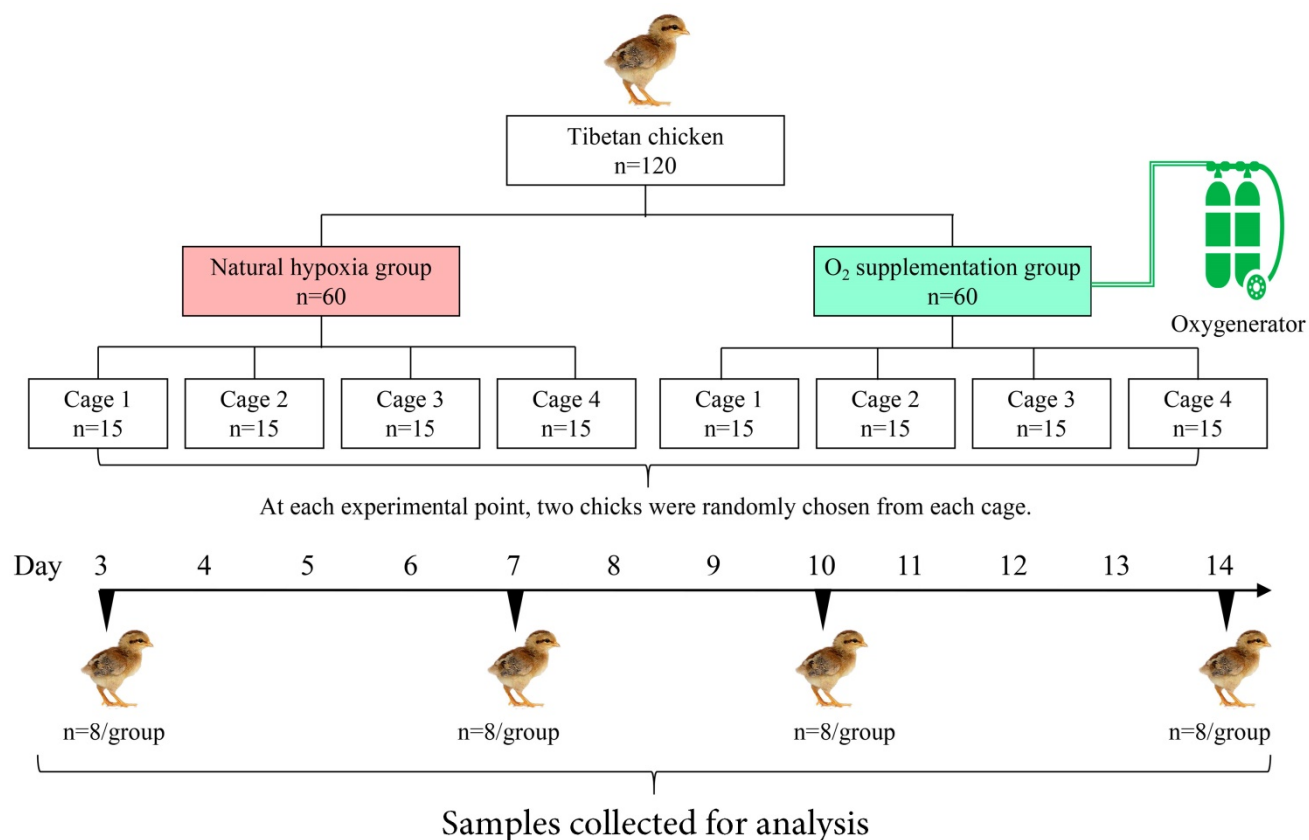 Tibetan chicken
n=120
Natural hypoxia group
n=60
O₂ supplementation group
n=60
Oxygenerator
Cage 1
n=15
Cage 2
n=15
Cage 3
n=15
Cage 4
n=15
Cage 1
n=15
Cage 2
n=15
Cage 3
n=15
Cage 4
n=15
At each experimental point, two chicks were randomly chosen from each cage.
Day 3 4 5 6 7 8 9 10 11 12 13 14
n=8/group n=8/group n=8/group n=8/group
Samples collected for analysis